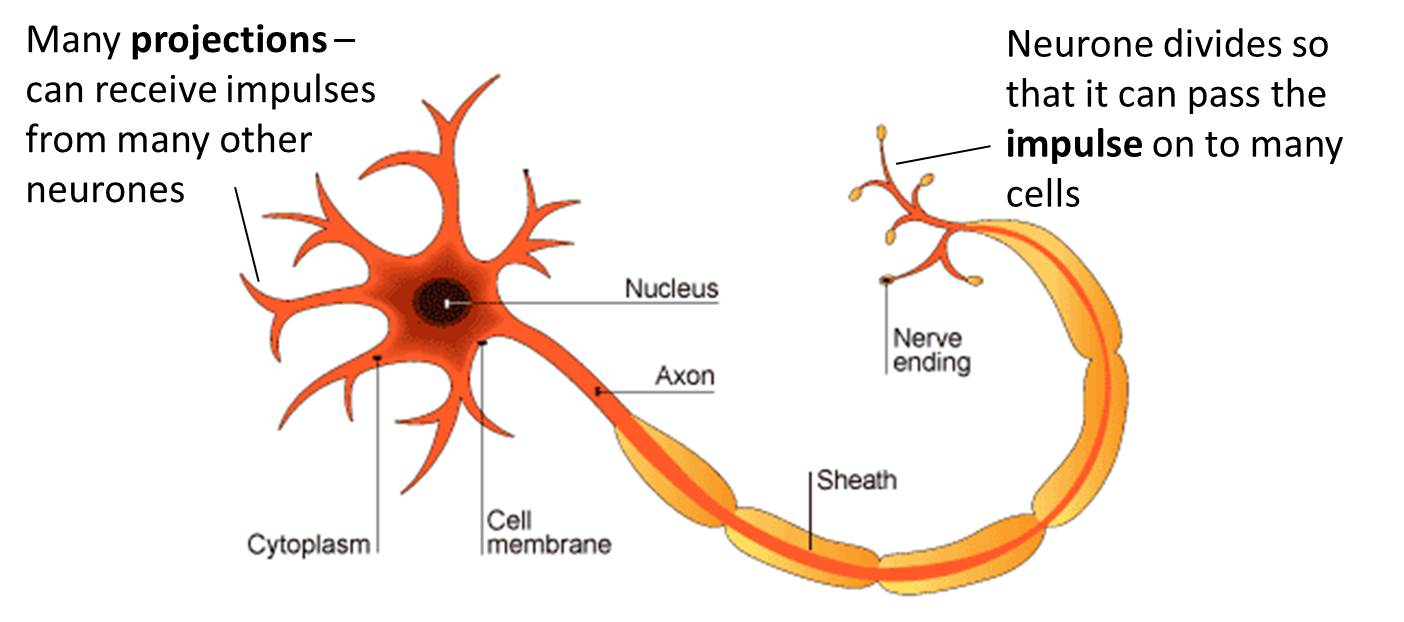 Many projections –
can receive impulses
from many other
neurones
Neurone divides so
that it can pass the
impulse on to many
cells
Nucleus
Nerve
ending
Axon
Sheath
Cell
membrane
Cytoplasm